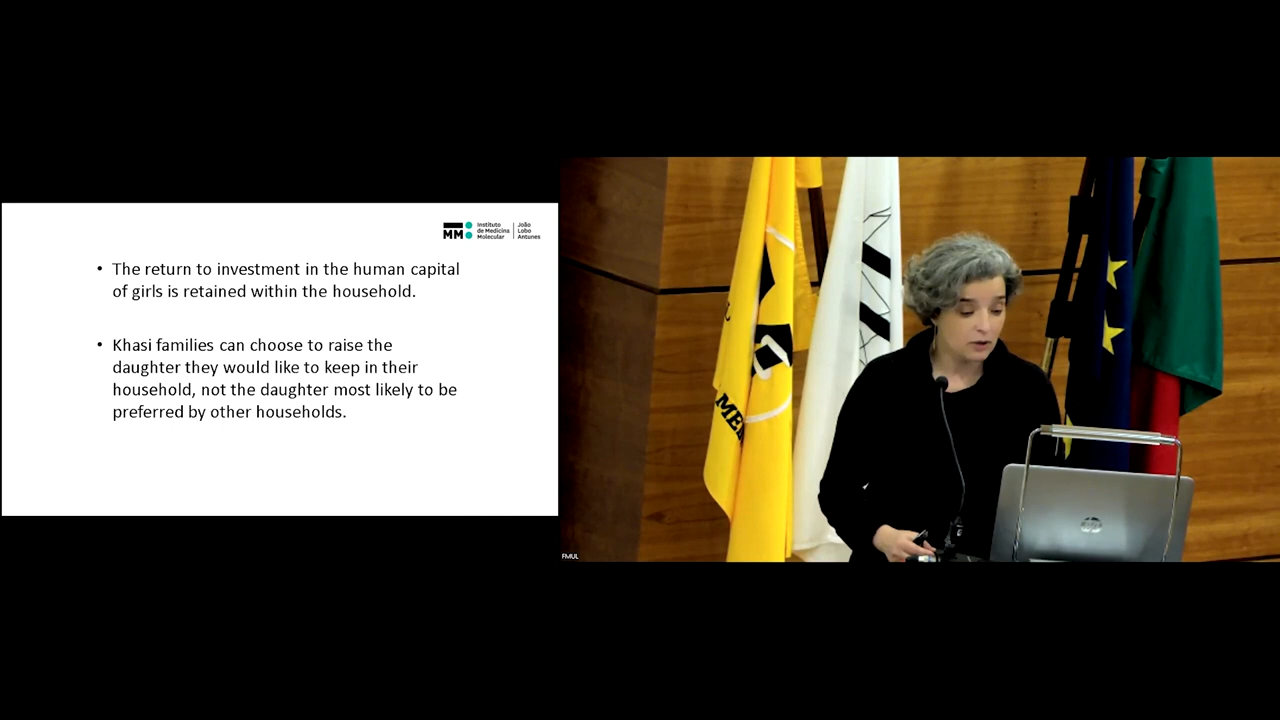 MM
Instituto
de Medicina
Molecular
João
Lobo
Antunes
• The return to investment in the human capital
of girls is retained within the household.
• Khasi families can choose to raise the
daughter they would like to keep in their
household, not the daughter most likely to be
preferred by other households.
FMUL
hp